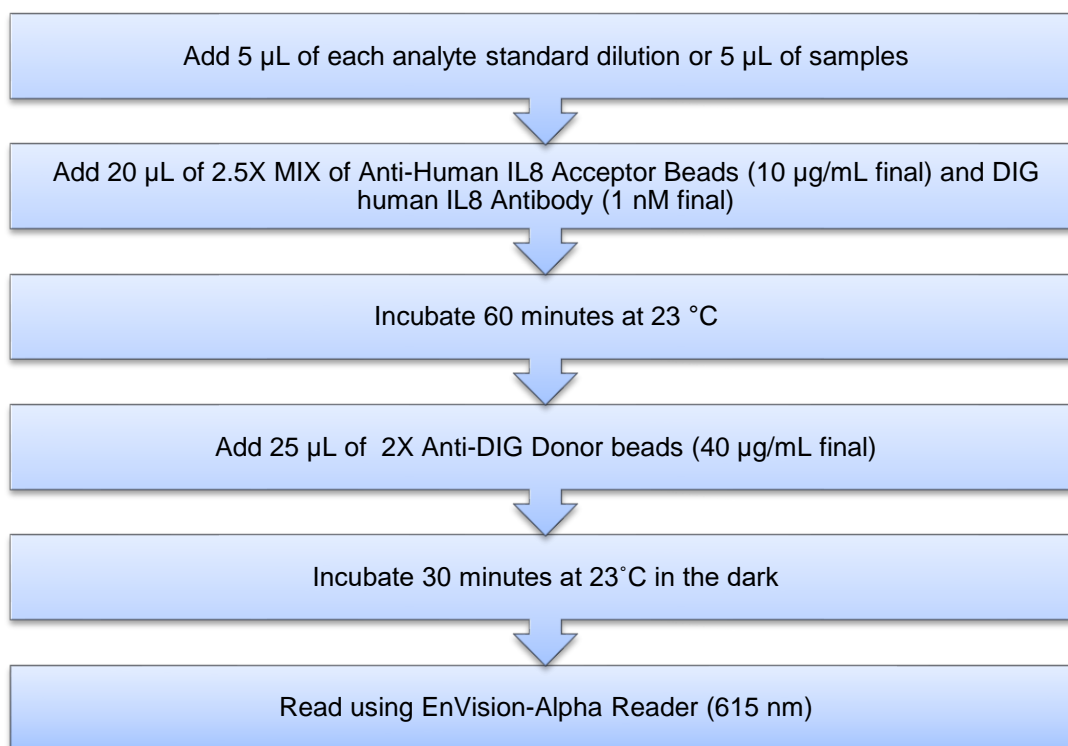 Add 5 µL of each analyte standard dilution or 5 µL of samples
Add 20 µL of 2.5X MIX of Anti-Human IL8 Acceptor Beads (10 µg/mL final) and DIG
human IL8 Antibody (1 nM final)
Incubate 60 minutes at 23 °C
Add 25 µL of  2X Anti-DIG Donor beads (40 µg/mL final)
Incubate 30 minutes at 23˚C in the dark
Read using EnVision-Alpha Reader (615 nm)